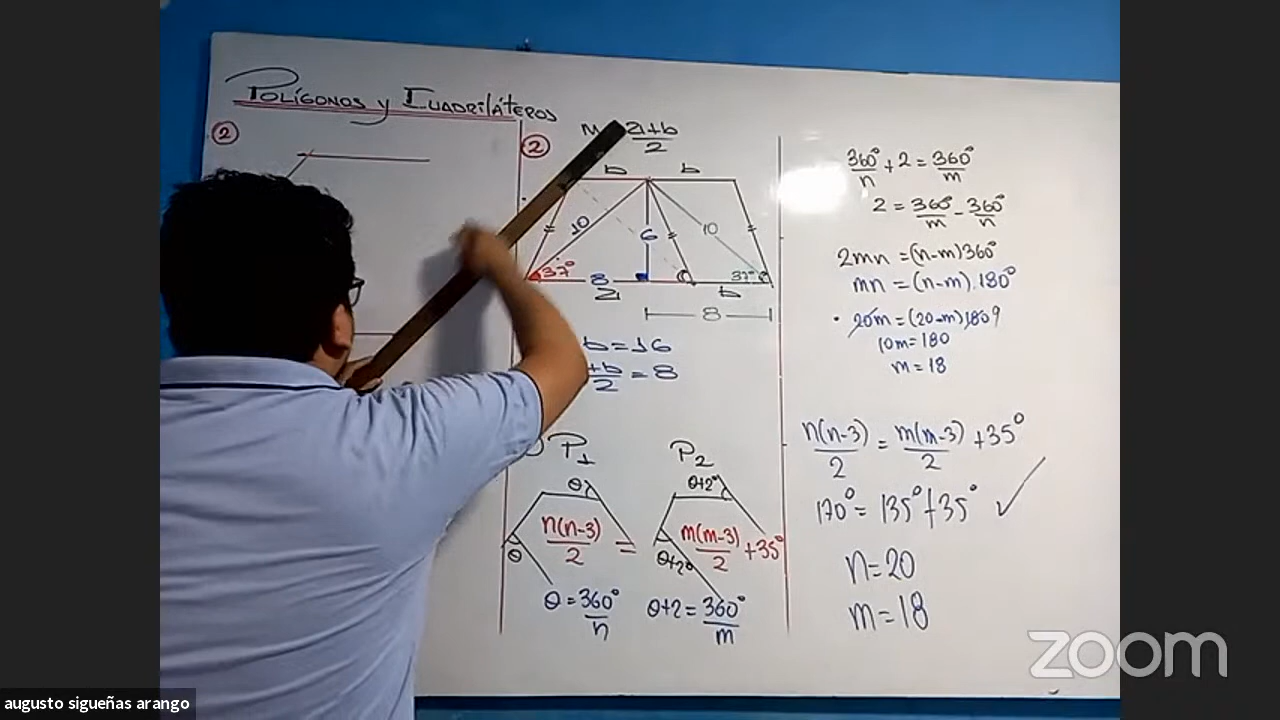 Polígonos y Cuadriláteros
2
2
a+b
2
b
b
10
6
10
37°
8
37°
b
8
b=16
+b
2 = 8
P1
P2
θ
θ+2°
n(n-3)
2
=
m(m-3)
2 +35°
θ
θ+2°
θ = 360°
n
θ+2 = 360°
m
360°
n + 2 = 360°
m
2 = 360° - 360°
m n
2mn = (n-m)360°
mn = (n-m).180°
20m = (20-m)180 9
10m = 180
m = 18
n(n-3)
2 = m(m-3)
2 +35°
170° = 135° + 35° ✓
n=20
m=18
zoom
augusto sigueñas arango